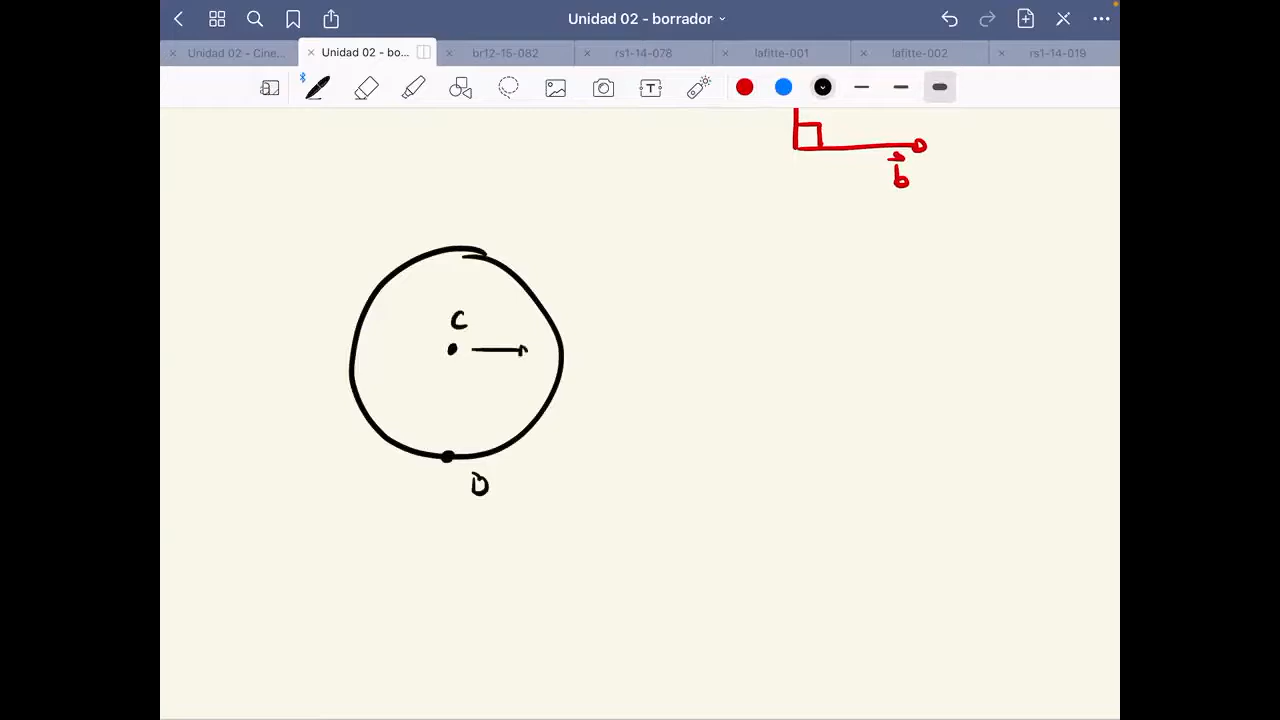 Unidad 02 - borrador
Unidad 02 - Cine...
Unidad 02 - bo...
br12-15-082
rs1-14-078
lafitte-001
lafitte-002
rs1-14-019
T
b
C
D